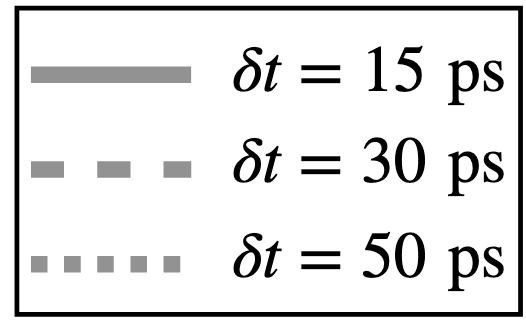 δt = 15 ps
δt = 30 ps
δt = 50 ps